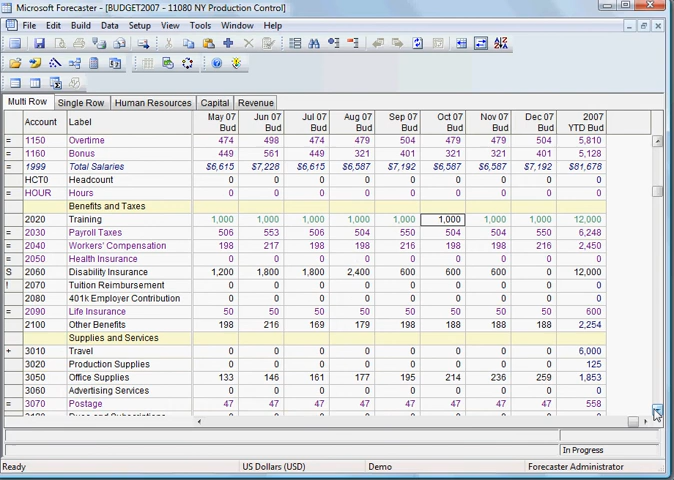 Microsoft Forecaster - [BUDGET2007 - 11080 NY Production Control]
File Edit Build Data Setup View Tools Window Help
Multi Row Single Row Human Resources Capital Revenue
Account Label May 07 Bud Jun 07 Bud Jul 07 Bud Aug 07 Bud Sep 07 Bud Oct 07 Bud Nov 07 Bud Dec 07 Bud 2007 YTD Bud
= 1150 Overtime 474 498 474 479 504 479 479 504 5,810
= 1160 Bonus 449 561 449 321 401 321 321 401 5,128
= 1999 Total Salaries $6,615 $7,228 $6,615 $6,587 $7,192 $6,587 $6,587 $7,192 $81,678
HCT0 Headcount 0 0 0 0 0 0 0 0 0
= HOUR Hours 0 0 0 0 0 0 0 0 0
Benefits and Taxes
2020 Training 1,000 1,000 1,000 1,000 1,000 1,000 1,000 1,000 12,000
= 2030 Payroll Taxes 506 553 506 504 550 504 504 550 6,248
= 2040 Workers' Compensation 198 217 198 198 216 198 198 216 2,450
= 2050 Health Insurance 0 0 0 0 0 0 0 0 0
S 2060 Disability Insurance 1,200 1,800 1,800 2,400 600 600 600 0 12,000
! 2070 Tuition Reimbursement 0 0 0 0 0 0 0 0 0
2080 401k Employer Contribution 0 0 0 0 0 0 0 0 0
= 2090 Life Insurance 50 50 50 50 50 50 50 50 600
2100 Other Benefits 198 216 169 179 198 188 188 188 2,254
Supplies and Services
+ 3010 Travel 0 0 0 0 0 0 0 0 6,000
3020 Production Supplies 0 0 0 0 0 0 0 0 125
3050 Office Supplies 133 146 161 177 195 214 236 259 1,853
3060 Advertising Services 0 0 0 0 0 0 0 0 0
= 3070 Postage 47 47 47 47 47 47 47 47 558
In Progress
Ready US Dollars (USD) Demo Forecaster Administrator